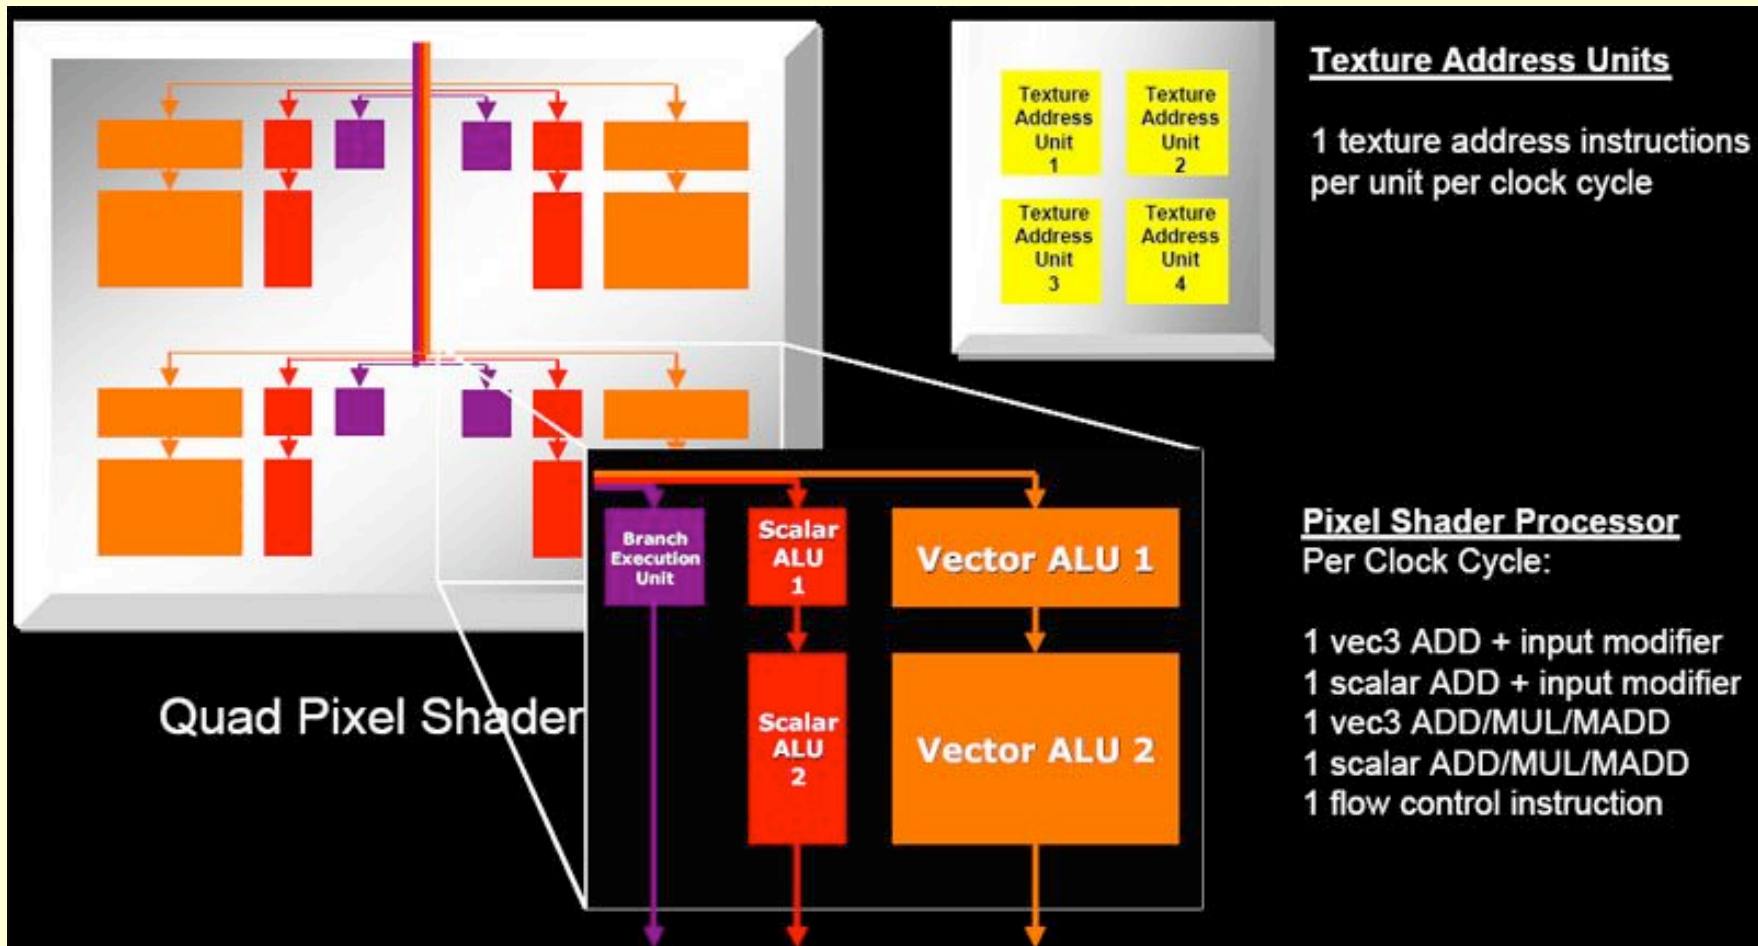 Texture
Address
Unit
1
Texture
Address
Unit
2
Texture
Address
Unit
3
Texture
Address
Unit
4
Texture Address Units
1 texture address instructions
per unit per clock cycle
Quad Pixel Shader
Branch
Execution
Unit
Scalar
ALU
1
Vector ALU 1
Scalar
ALU
2
Vector ALU 2
Pixel Shader Processor
Per Clock Cycle:
1 vec3 ADD + input modifier
1 scalar ADD + input modifier
1 vec3 ADD/MUL/MADD
1 scalar ADD/MUL/MADD
1 flow control instruction